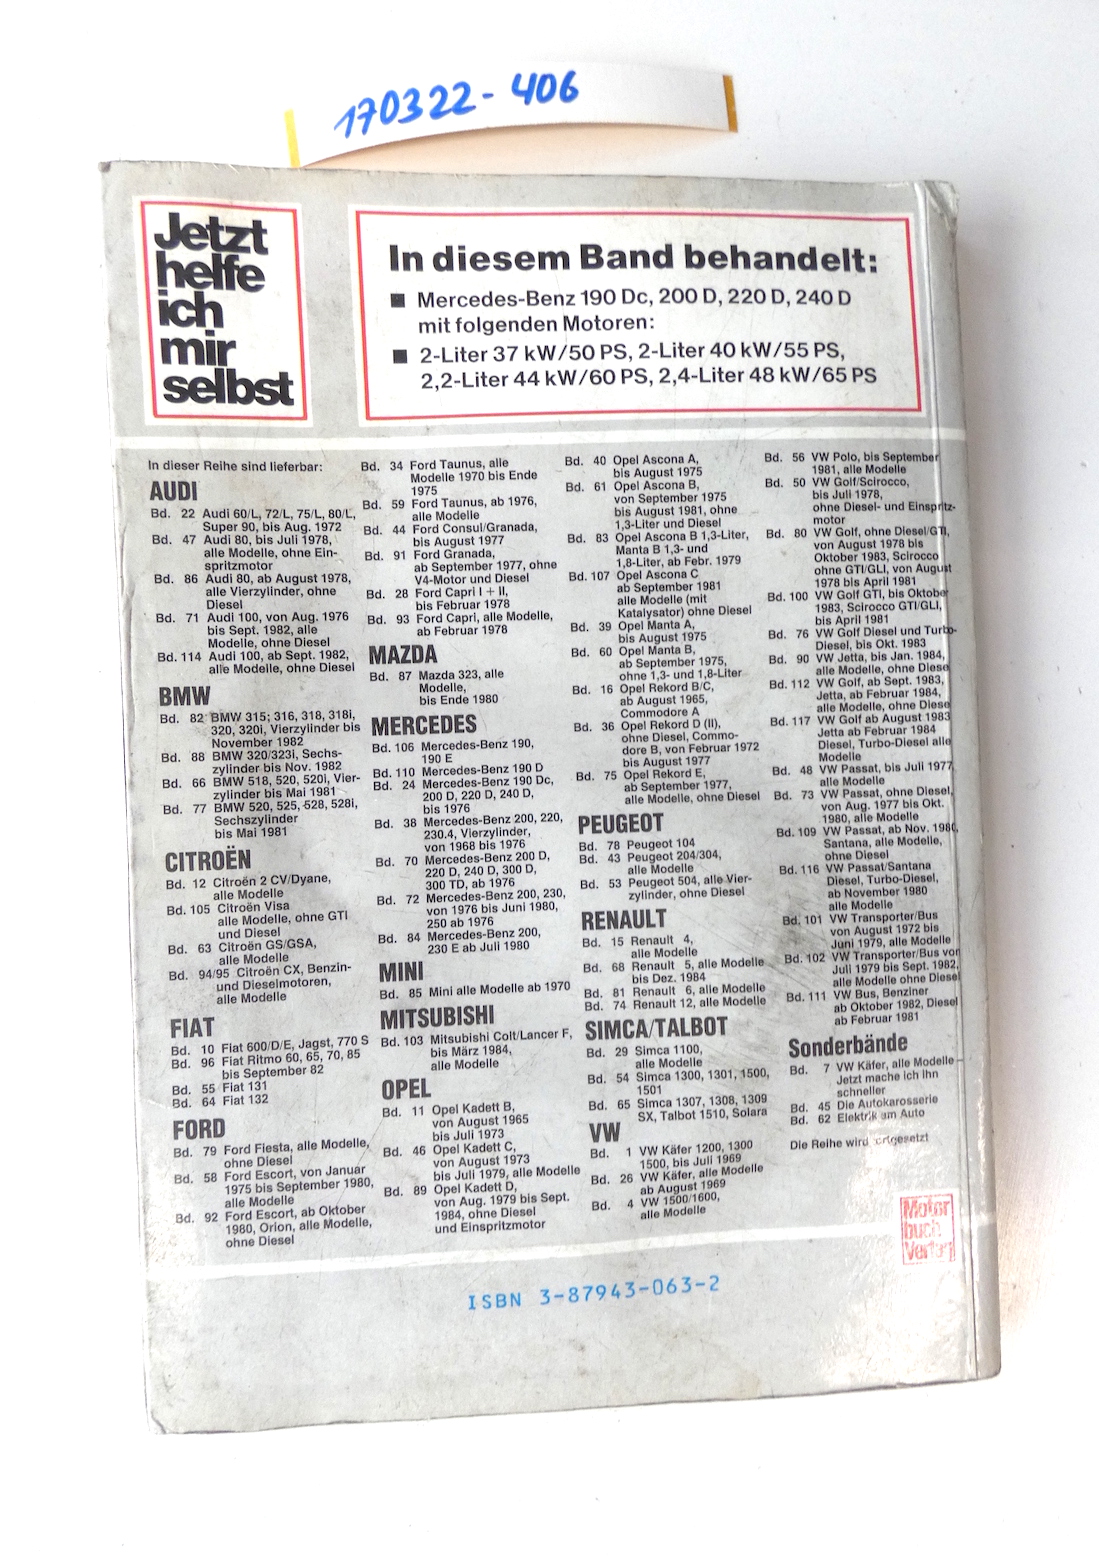 170322-406
Jetzt
helfe
ich
mir
selbst
In diesem Band behandelt:
Mercedes-Benz 190 Dc, 200 D, 220 D, 240 D
mit folgenden Motoren:
2-Liter 37 kW/50 PS, 2-Liter 40 kW/55 PS,
2,2-Liter 44 kW/60 PS, 2,4-Liter 48 kW/65 PS
In dieser Reihe sind lieferbar:
AUDI
Bd. 22 Audi 60/L, 72/L, 75/L, 80/L,
Super 90, bis Aug. 1972
Bd. 47 Audi 80, bis Juli 1978,
alle Modelle, ohne Ein-
spritzmotor
Bd. 86 Audi 80, ab August 1978,
alle Vierzylinder, ohne
Diesel
Bd. 71 Audi 100, von Aug. 1976
bis Sept. 1982, alle
Modelle, ohne Diesel
Bd. 114 Audi 100, ab Sept. 1982,
alle Modelle, ohne Diesel
BMW
Bd. 82 BMW 315; 316, 318, 318i,
320, 320i, Vierzylinder bis
November 1982
Bd. 88 BMW 320/323i, Sechs-
zylinder bis Nov. 1982
Bd. 66 BMW 518, 520, 520i, Vier-
zylinder bis Mai 1981
Bd. 77 BMW 520, 525, 528, 528i,
Sechszylinder
bis Mai 1981
CITROËN
Bd. 12 Citroën 2 CV/Dyane,
alle Modelle
Bd. 105 Citroën Visa
alle Modelle, ohne GTI
und Diesel
Bd. 63 Citroën GS/GSA,
alle Modelle
Bd. 94/95 Citroën CX, Benzin-
und Dieselmotoren,
alle Modelle
FIAT
Bd. 10 Fiat 600/D/E, Jagst, 770 S
Bd. 96 Fiat Ritmo 60, 65, 70, 85
bis September 82
Bd. 55 Fiat 131
Bd. 64 Fiat 132
FORD
Bd. 79 Ford Fiesta, alle Modelle,
ohne Diesel
Bd. 58 Ford Escort, von Januar
1975 bis September 1980,
alle Modelle
Bd. 92 Ford Escort, ab Oktober
1980, Orion, alle Modelle,
ohne Diesel
Bd. 34 Ford Taunus, alle
Modelle 1970 bis Ende
1975
Bd. 59 Ford Taunus, ab 1976,
alle Modelle
Bd. 44 Ford Consul/Granada,
bis August 1977
Bd. 91 Ford Granada,
ab September 1977, ohne
V4-Motor und Diesel
Bd. 28 Ford Capri I + II,
bis Februar 1978
Bd. 93 Ford Capri, alle Modelle,
ab Februar 1978
MAZDA
Bd. 87 Mazda 323, alle
Modelle,
bis Ende 1980
MERCEDES
Bd. 106 Mercedes-Benz 190,
190 E
Bd. 110 Mercedes-Benz 190 D
Bd. 24 Mercedes-Benz 190 Dc,
200 D, 220 D, 240 D,
bis 1976
Bd. 38 Mercedes-Benz 200, 220,
230.4, Vierzylinder,
von 1968 bis 1976
Bd. 70 Mercedes-Benz 200 D,
220 D, 240 D, 300 D,
300 TD, ab 1976
Bd. 72 Mercedes-Benz 200, 230,
von 1976 bis Juni 1980,
250 ab 1976
Bd. 84 Mercedes-Benz 200,
230 E ab Juli 1980
MINI
Bd. 85 Mini alle Modelle ab 1970
MITSUBISHI
Bd. 103 Mitsubishi Colt/Lancer F,
bis März 1984,
alle Modelle
OPEL
Bd. 11 Opel Kadett B,
von August 1965
bis Juli 1973
Bd. 46 Opel Kadett C,
von August 1973
bis Juli 1979, alle Modelle
Bd. 89 Opel Kadett D,
von Aug. 1979 bis Sept.
1984, ohne Diesel
und Einspritzmotor
Bd. 40 Opel Ascona A,
bis August 1975
Bd. 61 Opel Ascona B,
von September 1975
bis August 1981, ohne
1,3-Liter und Diesel
Bd. 83 Opel Ascona B 1,3-Liter,
Manta B 1,3- und
1,8-Liter, ab Febr. 1979
Bd. 107 Opel Ascona C
ab September 1981
alle Modelle (mit
Katalysator) ohne Diesel
Bd. 39 Opel Manta A,
bis August 1975
Bd. 60 Opel Manta B,
ab September 1975,
ohne 1,3- und 1,8-Liter
Bd. 16 Opel Rekord B/C,
ab August 1965,
Commodore A
Bd. 36 Opel Rekord D (II),
ohne Diesel, Commo-
dore B, von Februar 1972
bis August 1977
Bd. 75 Opel Rekord E,
ab September 1977,
alle Modelle, ohne Diesel
PEUGEOT
Bd. 78 Peugeot 104
Bd. 43 Peugeot 204/304,
alle Modelle
Bd. 53 Peugeot 504, alle Vier-
zylinder, ohne Diesel
RENAULT
Bd. 15 Renault 4,
alle Modelle
Bd. 68 Renault 5, alle Modelle
bis Dez. 1984
Bd. 81 Renault 6, alle Modelle
Bd. 74 Renault 12, alle Modelle
SIMCA/TALBOT
Bd. 29 Simca 1100,
alle Modelle
Bd. 54 Simca 1300, 1301, 1500,
1501
Bd. 65 Simca 1307, 1308, 1309
SX, Talbot 1510, Solara
VW
Bd. 1 VW Käfer 1200, 1300
1500, bis Juli 1969
Bd. 26 VW Käfer, alle Modelle
ab August 1969
Bd. 4 VW 1500/1600,
alle Modelle
Bd. 56 VW Polo, bis September
1981, alle Modelle
Bd. 50 VW Golf/Scirocco,
bis Juli 1978,
ohne Diesel- und Einspritz-
motor
Bd. 80 VW Golf, ohne Diesel/GTI,
von August 1978 bis
Oktober 1983, Scirocco
ohne GTI/GLI, von August
1978 bis April 1981
Bd. 100 VW Golf GTI, bis Oktober
1983, Scirocco GTI/GLI,
bis April 1981
Bd. 76 VW Golf Diesel und Turbo-
Diesel, bis Okt. 1983
Bd. 90 VW Jetta, bis Jan. 1984,
alle Modelle, ohne Diesel
Bd. 112 VW Golf, ab Sept. 1983,
Jetta, ab Februar 1984,
alle Modelle, ohne Diesel
Bd. 117 VW Golf ab August 1983
Jetta ab Februar 1984
Diesel, Turbo-Diesel alle
Modelle
Bd. 48 VW Passat, bis Juli 1977,
alle Modelle
Bd. 73 VW Passat, ohne Diesel,
von Aug. 1977 bis Okt.
1980, alle Modelle
Bd. 109 VW Passat, ab Nov. 1980,
Santana, alle Modelle,
ohne Diesel
Bd. 116 VW Passat/Santana
Diesel, Turbo-Diesel,
ab November 1980
alle Modelle
Bd. 101 VW Transporter/Bus
von August 1972 bis
Juni 1979, alle Modelle
Bd. 102 VW Transporter/Bus von
Juli 1979 bis Sept. 1982,
alle Modelle ohne Diesel
Bd. 111 VW Bus, Benziner
ab Oktober 1982, Diesel
ab Februar 1981
Sonderbände
Bd. 7 VW Käfer, alle Modelle –
Jetzt mache ich ihn
schneller
Bd. 45 Die Autokarosserie
Bd. 62 Elektrik am Auto
Die Reihe wird fortgesetzt
Motor
buch
Verlag
ISBN 3-87943-063-2